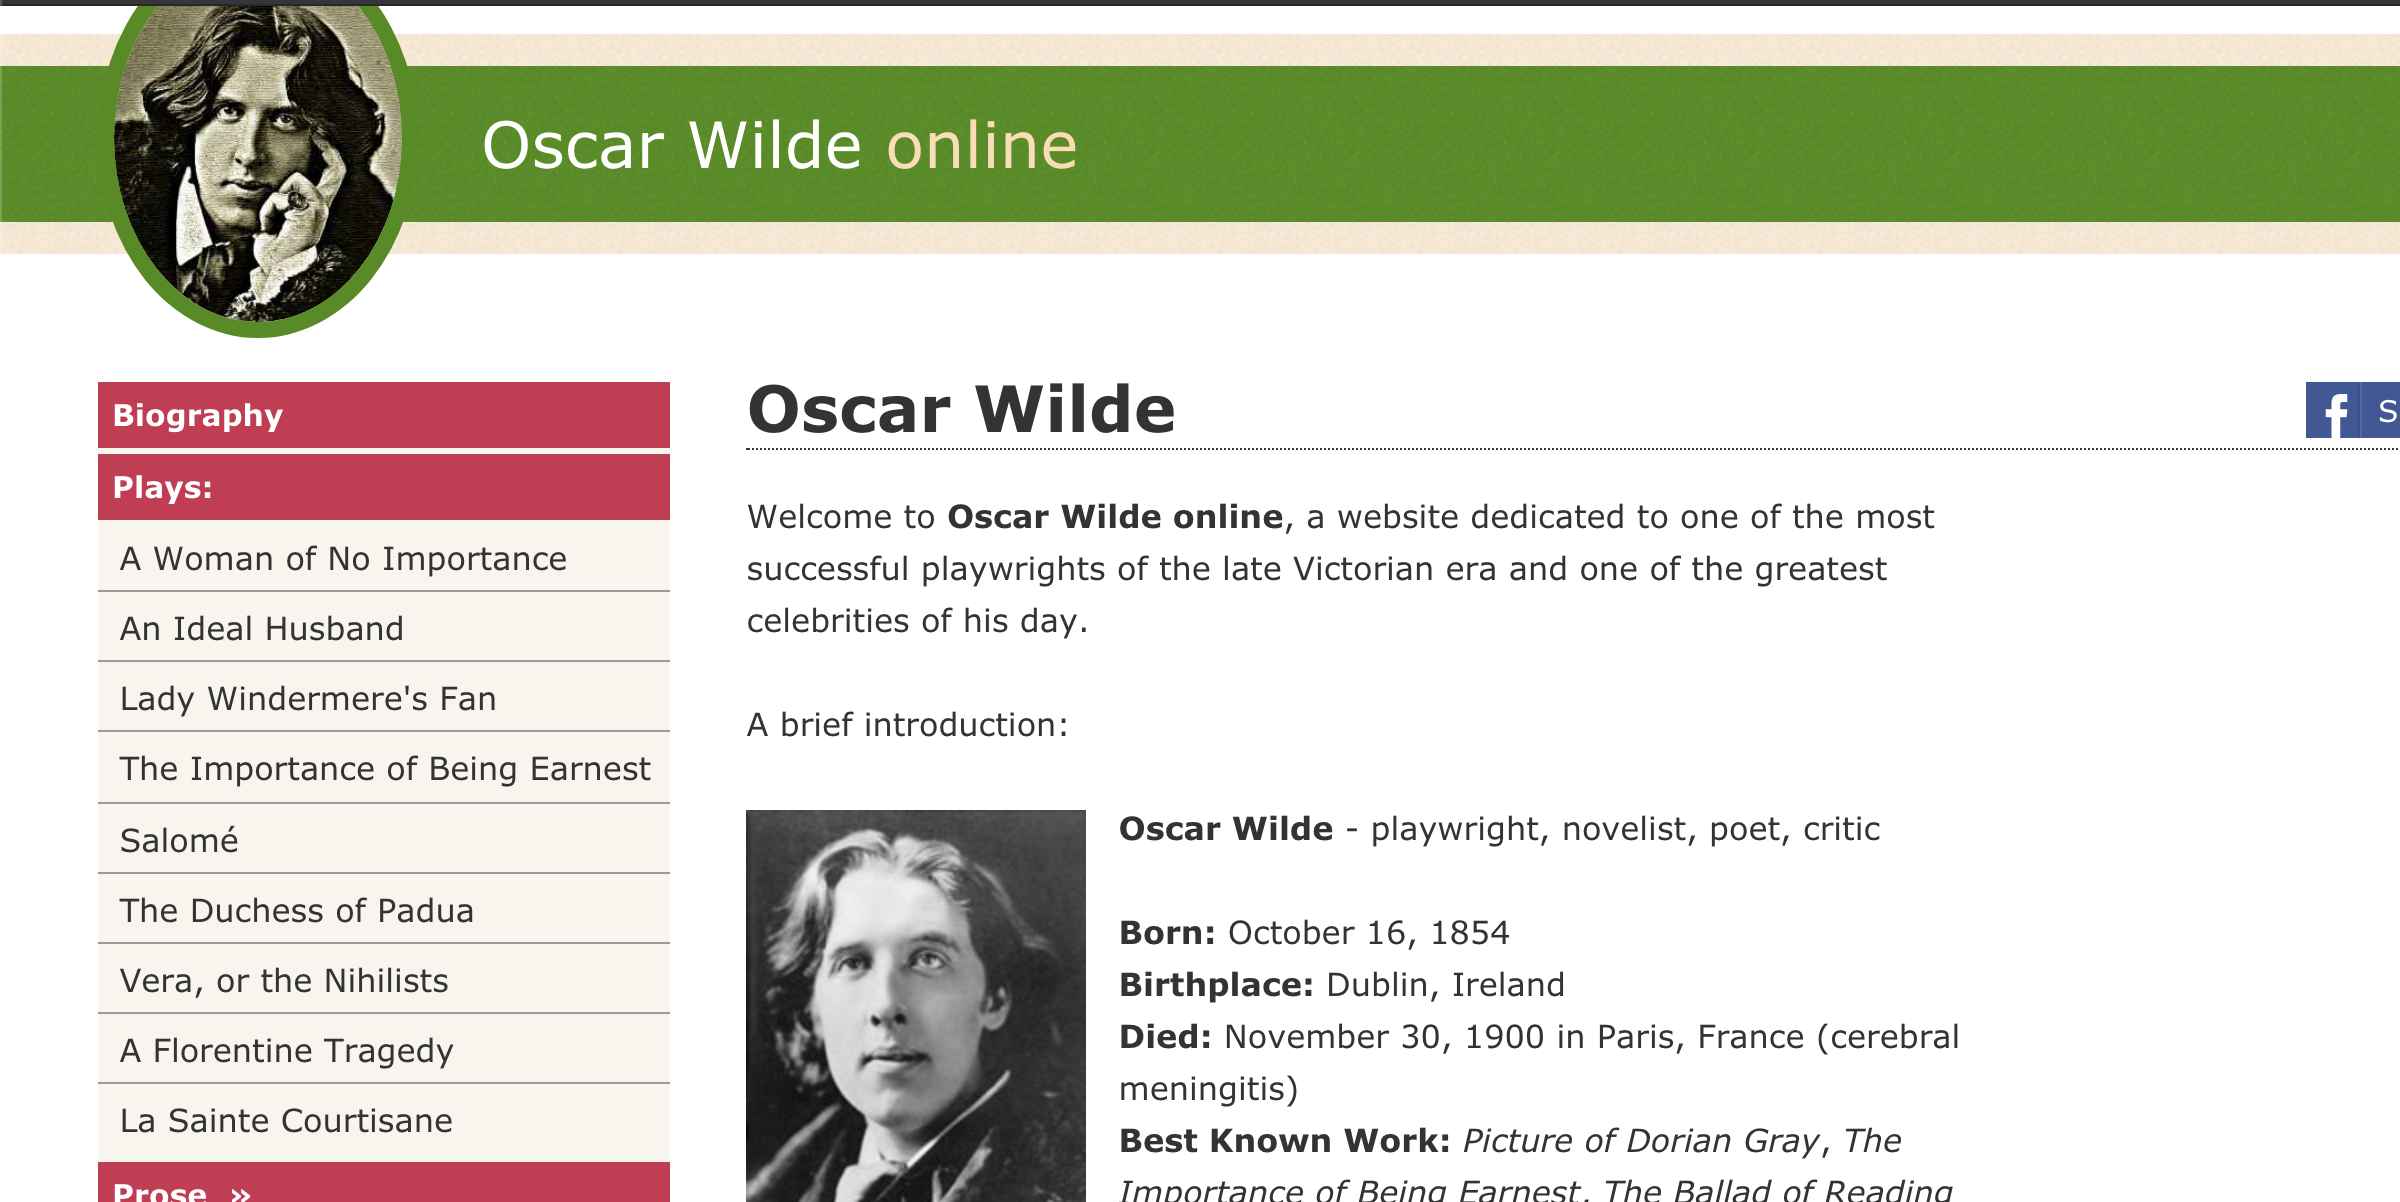 Oscar Wilde online
Biography
Plays:
A Woman of No Importance
An Ideal Husband
Lady Windermere's Fan
The Importance of Being Earnest
Salomé
The Duchess of Padua
Vera, or the Nihilists
A Florentine Tragedy
La Sainte Courtisane
Prose »
Oscar Wilde
f S
Welcome to Oscar Wilde online, a website dedicated to one of the most
successful playwrights of the late Victorian era and one of the greatest
celebrities of his day.
A brief introduction:
Oscar Wilde - playwright, novelist, poet, critic
Born: October 16, 1854
Birthplace: Dublin, Ireland
Died: November 30, 1900 in Paris, France (cerebral
meningitis)
Best Known Work: Picture of Dorian Gray, The
Importance of Being Earnest, The Ballad of Reading